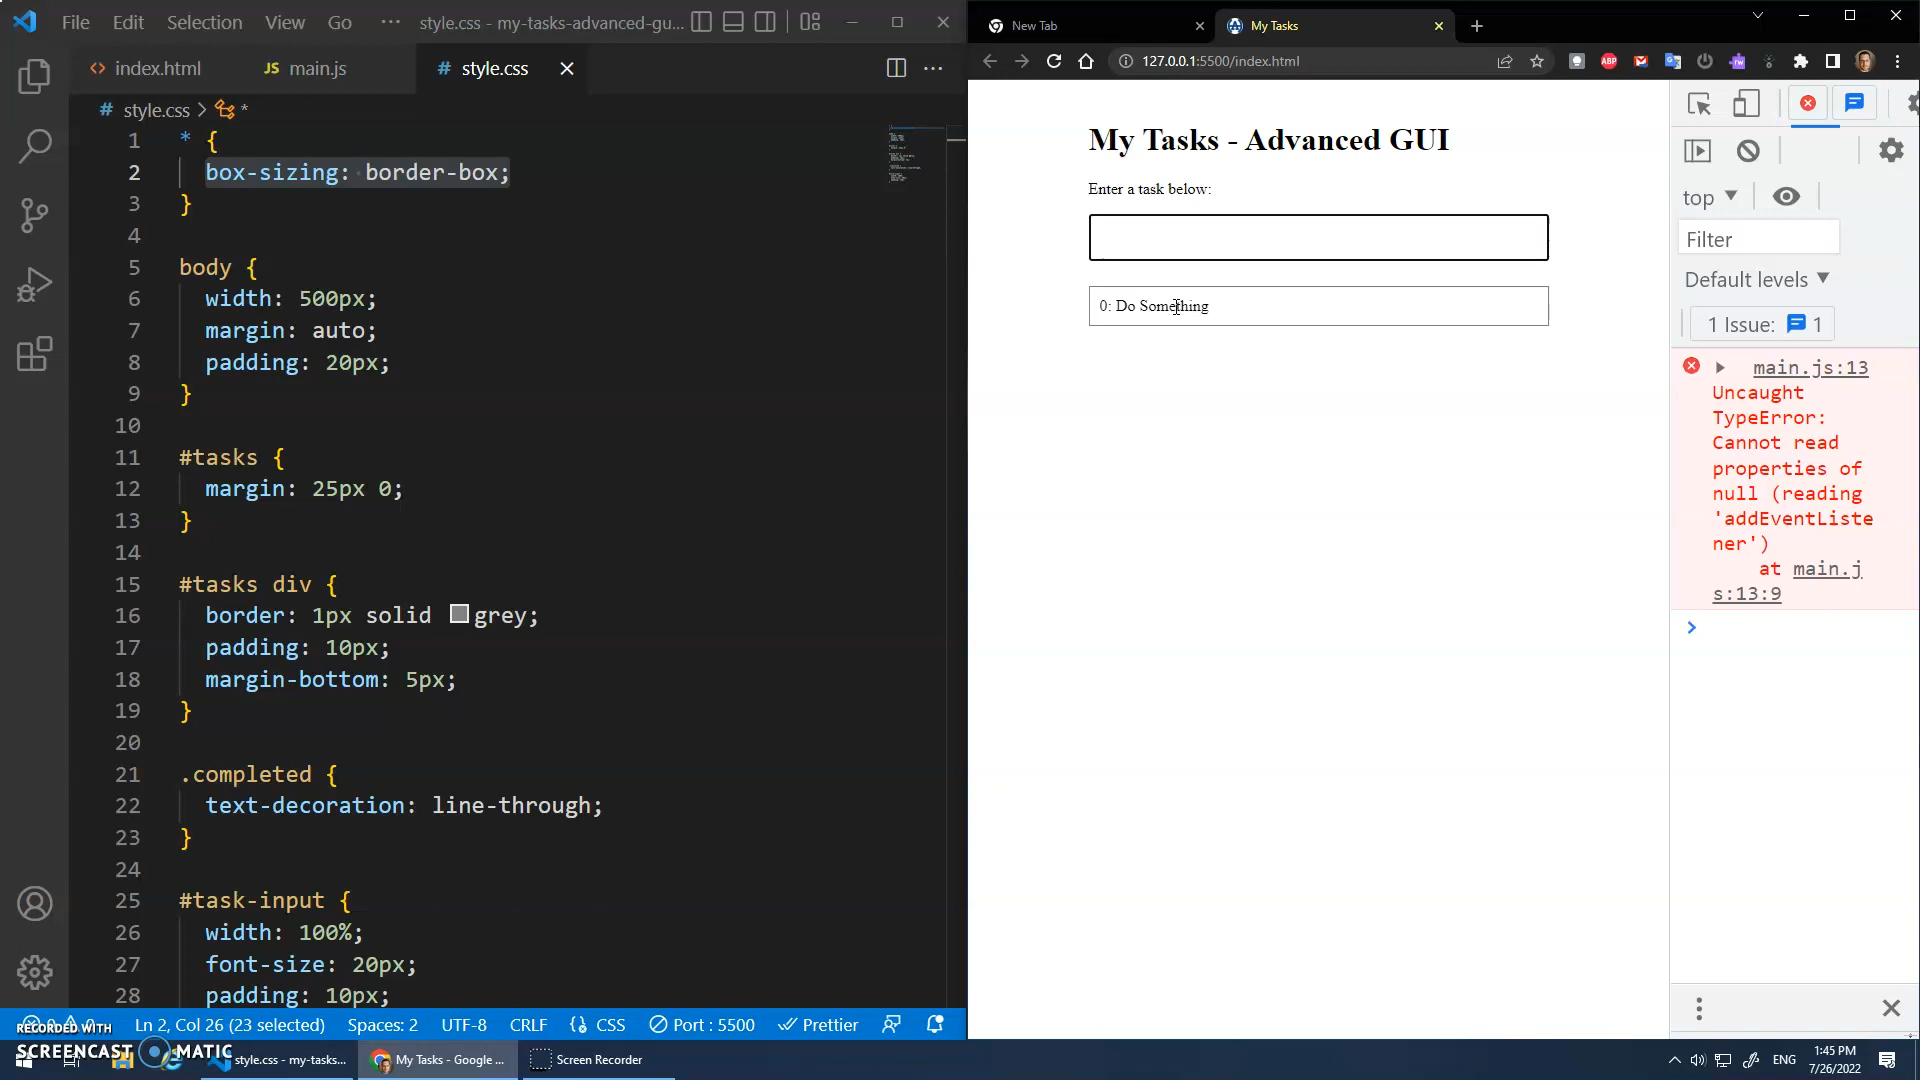 File Edit Selection View Go ··· style.css - my-tasks-advanced-gu...
index.html JS main.js # style.css
# style.css > *
1 * {
2 box-sizing: border-box;
3 }
4
5 body {
6 width: 500px;
7 margin: auto;
8 padding: 20px;
9 }
10
11 #tasks {
12 margin: 25px 0;
13 }
14
15 #tasks div {
16 border: 1px solid grey;
17 padding: 10px;
18 margin-bottom: 5px;
19 }
20
21 .completed {
22 text-decoration: line-through;
23 }
24
25 #task-input {
26 width: 100%;
27 font-size: 20px;
28 padding: 10px;
Ln 2, Col 26 (23 selected) Spaces: 2 UTF-8 CRLF {} CSS Port : 5500 Prettier
New Tab My Tasks
127.0.0.1:5500/index.html
ABP
My Tasks - Advanced GUI
Enter a task below:
0: Do Something
top
Filter
Default levels
1 Issue: 1
main.js:13
Uncaught
TypeError:
Cannot read
properties of
null (reading
'addEventListe
ner')
at main.j
s:13:9
>
RECORDED WITH
SCREENCAST MATIC
style.css - my-tasks... My Tasks - Google ... Screen Recorder
ENG 1:45 PM
7/26/2022